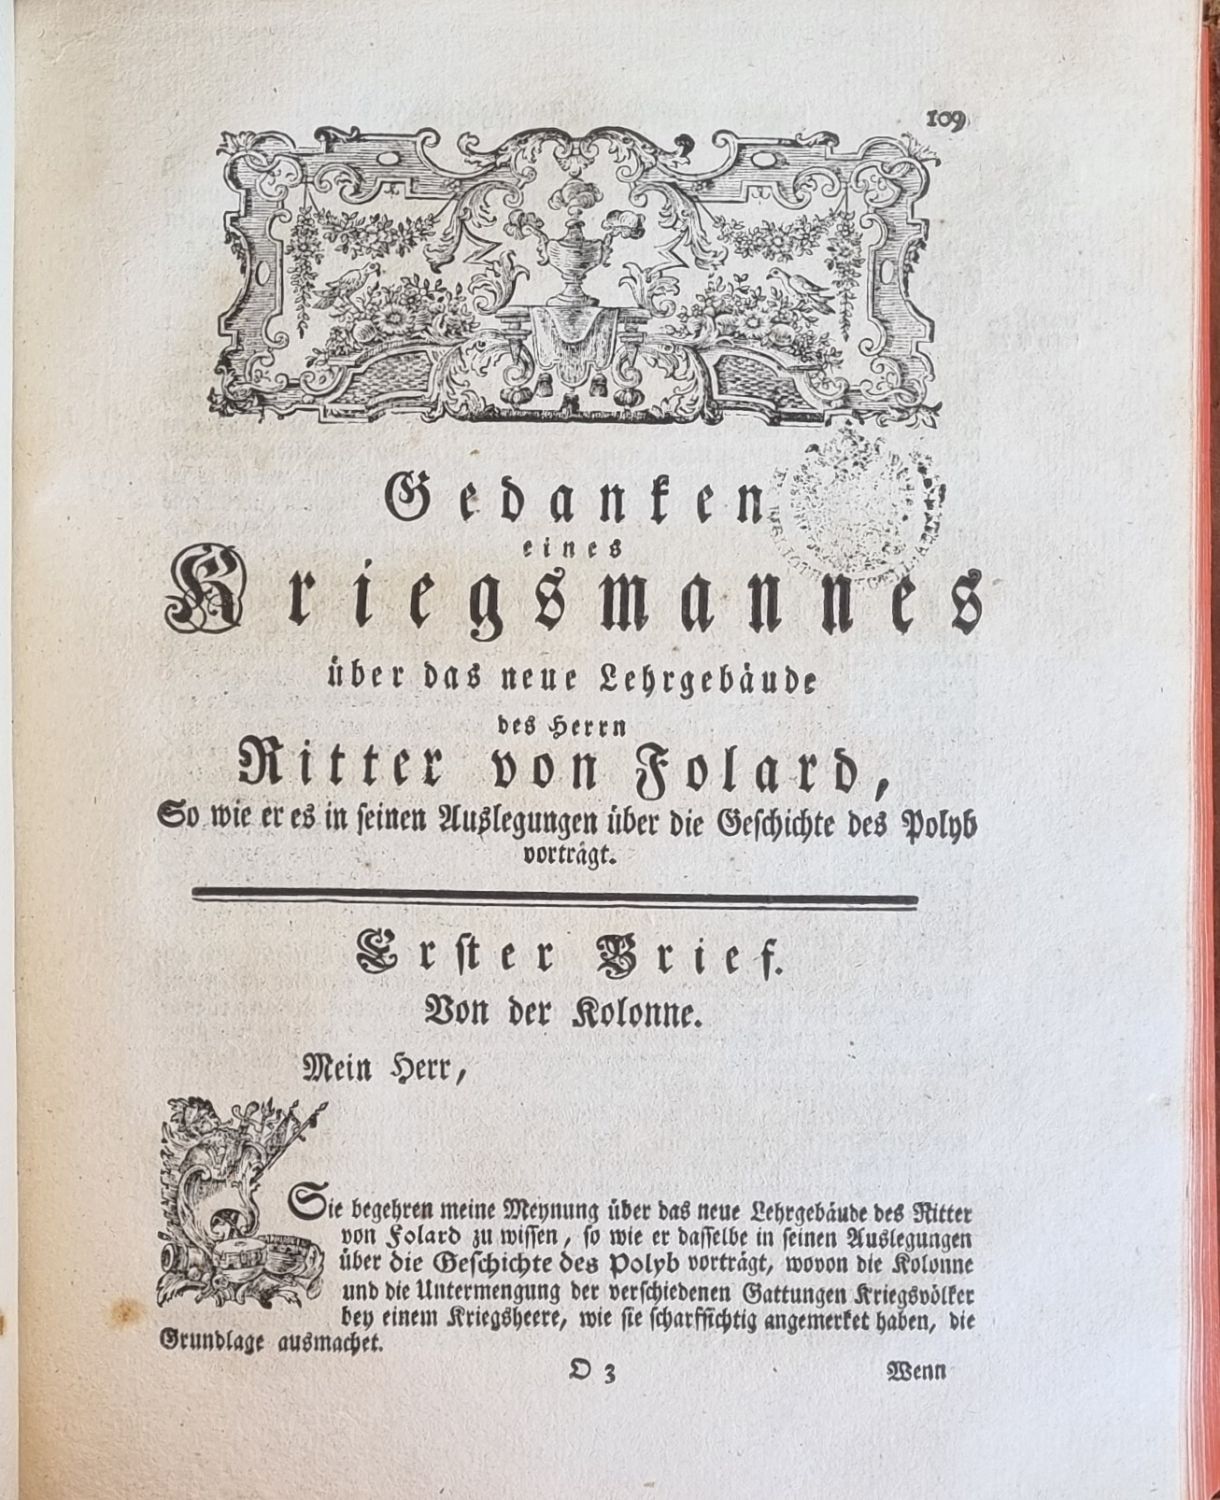 109
Gedanken
eines
Kriegsmannes
über das neue Lehrgebäude
des Herrn
Ritter von Folard,
So wie er es in seinen Auslegungen über die Geschichte des Polyb
vorträgt.
Erster Brief.
Von der Kolonne.
Mein Herr,
Sie begehren meine Meynung über das neue Lehrgebäude des Ritter
von Folard zu wissen, so wie er dasselbe in seinen Auslegungen
über die Geschichte des Polyb vorträgt, wovon die Kolonne
und die Untermengung der verschiedenen Gattungen Kriegsvölker
bey einem Kriegsheere, wie sie scharfsichtig angemerket haben, die
Grundlage ausmachet.
O 3
Wenn